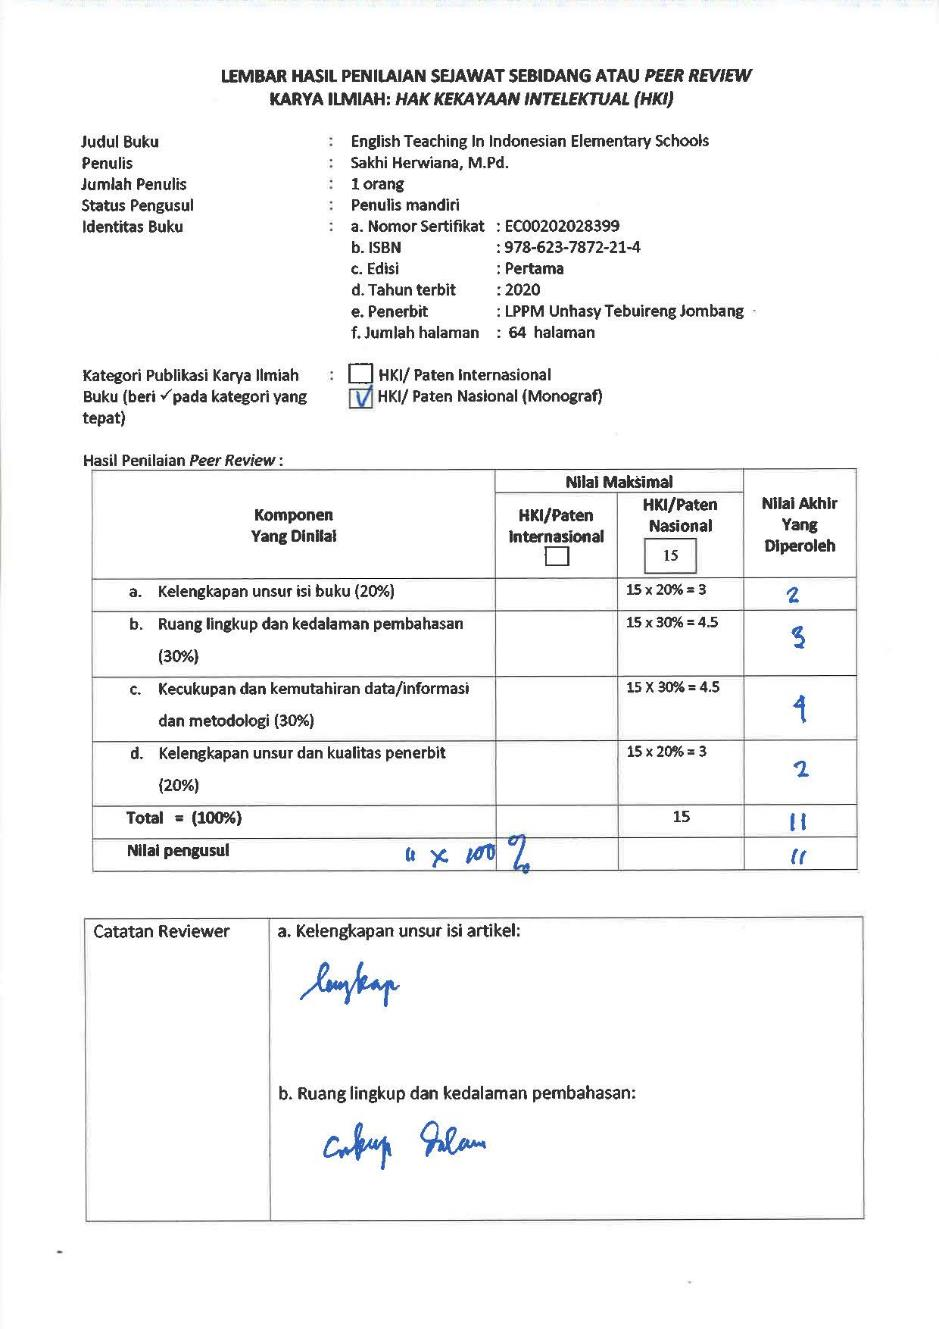 LEMBAR HASIL PENILAIAN SEJAWAT SEBIDANG ATAU PEER REVIEW
KARYA ILMIAH: HAK KEKAYAAN INTELEKTUAL (HKI)
Judul Buku : English Teaching In Indonesian Elementary Schools
Penulis : Sakhi Herwiana, M.Pd.
Jumlah Penulis : 1 orang
Status Pengusul : Penulis mandiri
Identitas Buku : a. Nomor Sertifikat : EC00202028399
b. ISBN : 978-623-7872-21-4
c. Edisi : Pertama
d. Tahun terbit : 2020
e. Penerbit : LPPM Unhasy Tebuireng Jombang
f. Jumlah halaman : 64 halaman
Kategori Publikasi Karya Ilmiah : ☐ HKI/ Paten Internasional
Buku (beri ✓pada kategori yang ☑ HKI/ Paten Nasional (Monograf)
tepat)
Hasil Penilaian Peer Review :
Komponen
Yang Dinilai
Nilai Maksimal
HKI/Paten
Internasional
HKI/Paten
Nasional
15
Nilai Akhir
Yang
Diperoleh
a. Kelengkapan unsur isi buku (20%) 15 x 20% = 3 2
b. Ruang lingkup dan kedalaman pembahasan 15 x 30% = 4.5 3
(30%)
c. Kecukupan dan kemutahiran data/informasi 15 X 30% = 4.5 4
dan metodologi (30%)
d. Kelengkapan unsur dan kualitas penerbit 15 x 20% = 3 2
(20%)
Total = (100%) 15 11
Nilai pengusul 11 x 100 % 11
Catatan Reviewer a. Kelengkapan unsur isi artikel:
lengkap
b. Ruang lingkup dan kedalaman pembahasan:
cukup dalam